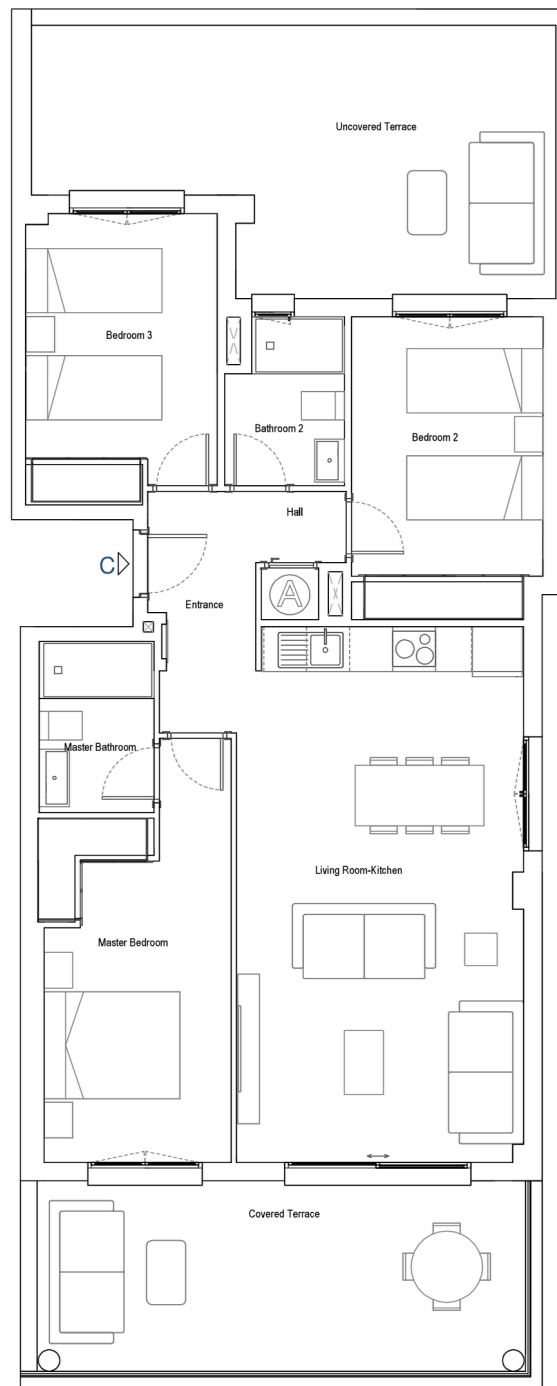 Uncovered Terrace
Bedroom 3
Bathroom 2
Bedroom 2
Hall
C
A
Entrance
Master Bathroom
Living Room-Kitchen
Master Bedroom
Covered Terrace